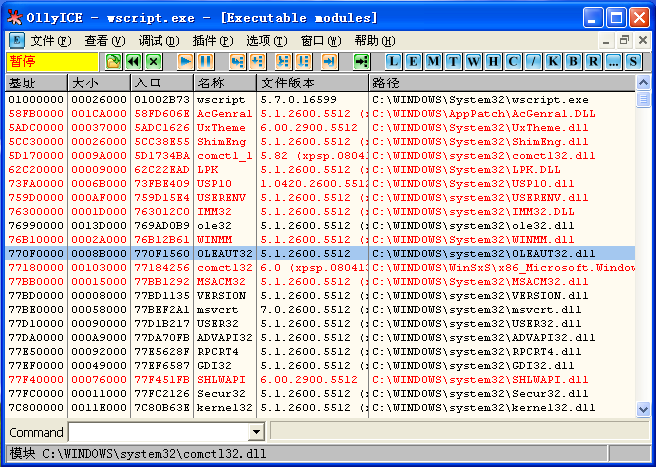 OllyICE - wscript.exe - [Executable modules]
E 文件(F) 查看(V) 调试(D) 插件(P) 选项(T) 窗口(W) 帮助(H)
暂停 L E M T W H C / K B R ... S
基址 大小 入口 名称 文件版本 路径
01000000 00026000 01002B73 wscript 5.7.0.16599 C:\WINDOWS\System32\wscript.exe
58FB0000 001CA000 58FD606E AcGenral 5.1.2600.5512 (x C:\WINDOWS\AppPatch\AcGenral.DLL
5ADC0000 00037000 5ADC1626 UxTheme 6.00.2900.5512 C:\WINDOWS\System32\UxTheme.dll
5CC30000 00026000 5CC38E55 ShimEng 5.1.2600.5512 (x C:\WINDOWS\System32\ShimEng.dll
5D170000 0009A000 5D1734BA comctl_1 5.82 (xpsp.0804 C:\WINDOWS\system32\comctl32.dll
62C20000 00009000 62C22EAD LPK 5.1.2600.5512 (x C:\WINDOWS\System32\LPK.DLL
73FA0000 0006B000 73FBE409 USP10 1.0420.2600.551 C:\WINDOWS\System32\USP10.dll
759D0000 000AF000 759D15E4 USERENV 5.1.2600.5512 (x C:\WINDOWS\system32\USERENV.dll
76300000 0001D000 763012C0 IMM32 5.1.2600.5512 (x C:\WINDOWS\System32\IMM32.DLL
76990000 0013D000 769AD0B9 ole32 5.1.2600.5512 (x C:\WINDOWS\system32\ole32.dll
76B10000 0002A000 76B12B61 WINMM 5.1.2600.5512 (x C:\WINDOWS\System32\WINMM.dll
770F0000 0008B000 770F1560 OLEAUT32 5.1.2600.5512 C:\WINDOWS\system32\OLEAUT32.dll
77180000 00103000 77184256 comctl32 6.0 (xpsp.08041 C:\WINDOWS\WinSxS\x86_Microsoft.Window
77BB0000 00015000 77BB1292 MSACM32 5.1.2600.5512 (x C:\WINDOWS\System32\MSACM32.dll
77BD0000 00008000 77BD1135 VERSION 5.1.2600.5512 (x C:\WINDOWS\system32\VERSION.dll
77BE0000 00058000 77BEF2A1 msvcrt 7.0.2600.5512 (x C:\WINDOWS\system32\msvcrt.dll
77D10000 00090000 77D1B217 USER32 5.1.2600.5512 (x C:\WINDOWS\system32\USER32.dll
77DA0000 000A9000 77DA70FB ADVAPI32 5.1.2600.5512 (x C:\WINDOWS\system32\ADVAPI32.dll
77E50000 00092000 77E5628F RPCRT4 5.1.2600.5512 (x C:\WINDOWS\system32\RPCRT4.dll
77EF0000 00049000 77EF6587 GDI32 5.1.2600.5512 (x C:\WINDOWS\system32\GDI32.dll
77F40000 00076000 77F451FB SHLWAPI 6.00.2900.5512 C:\WINDOWS\system32\SHLWAPI.dll
77FC0000 00011000 77FC2126 Secur32 5.1.2600.5512 (x C:\WINDOWS\system32\Secur32.dll
7C800000 0011E000 7C80B63E kernel32 5.1.2600.5512 (x C:\WINDOWS\system32\kernel32.dll
Command
模块 C:\WINDOWS\system32\comctl32.dll